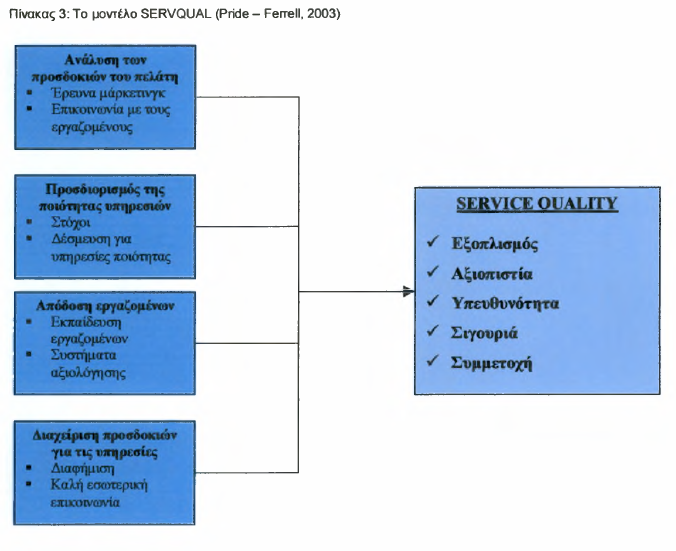 Πίνακας 3: Το μοντέλο SERVQUAL (Pride – Ferrell, 2003)
Ανάλυση των
προσδοκιών του πελάτη
▪ Έρευνα μάρκετινγκ
▪ Επικοινωνία με τους
εργαζομένους
Προσδιορισμός της
ποιότητας υπηρεσιών
▪ Στόχοι
▪ Δέσμευση για
υπηρεσίες ποιότητας
Απόδοση εργαζομένων
▪ Εκπαίδευση
εργαζομένων
▪ Συστήματα
αξιολόγησης
Διαχείριση προσδοκιών
για τις υπηρεσίες
▪ Διαφήμιση
▪ Καλή εσωτερική
επικοινωνία
SERVICE QUALITY
✓ Εξοπλισμός
✓ Αξιοπιστία
✓ Υπευθυνότητα
✓ Σιγουριά
✓ Συμμετοχή